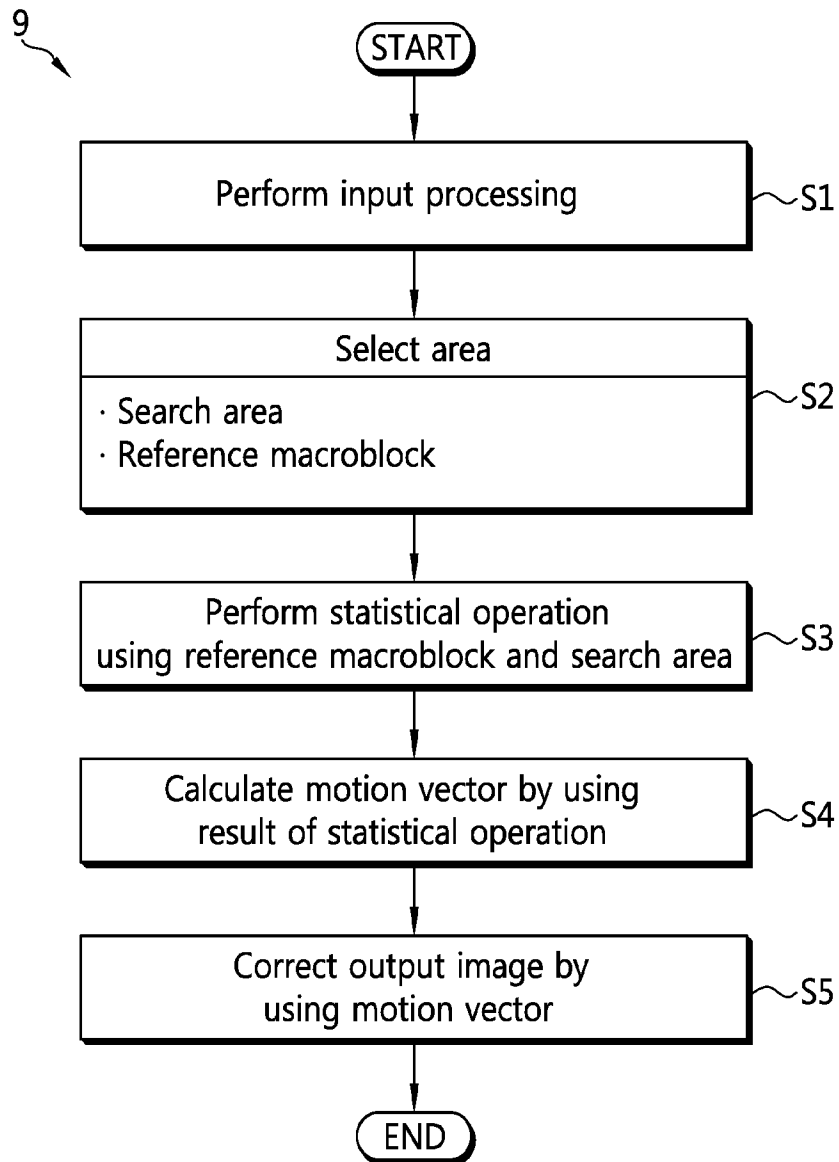 9
START
Perform input processing
S1
Select area
· Search area
· Reference macroblock
S2
Perform statistical operation
using reference macroblock and search area
S3
Calculate motion vector by using
result of statistical operation
S4
Correct output image by
using motion vector
S5
END